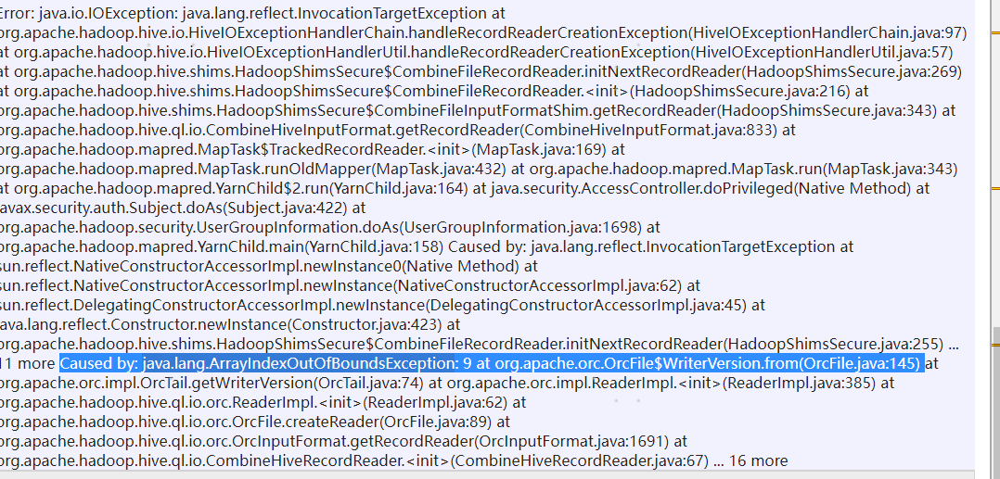 Error: java.io.IOException: java.lang.reflect.InvocationTargetException at
org.apache.hadoop.hive.io.HiveIOExceptionHandlerChain.handleRecordReaderCreationException(HiveIOExceptionHandlerChain.java:97)
at org.apache.hadoop.hive.io.HiveIOExceptionHandlerUtil.handleRecordReaderCreationException(HiveIOExceptionHandlerUtil.java:57)
at org.apache.hadoop.hive.shims.HadoopShimsSecure$CombineFileRecordReader.initNextRecordReader(HadoopShimsSecure.java:269)
at org.apache.hadoop.hive.shims.HadoopShimsSecure$CombineFileRecordReader.<init>(HadoopShimsSecure.java:216) at
org.apache.hadoop.hive.shims.HadoopShimsSecure$CombineFileInputFormatShim.getRecordReader(HadoopShimsSecure.java:343) at
org.apache.hadoop.hive.ql.io.CombineHiveInputFormat.getRecordReader(CombineHiveInputFormat.java:833) at
org.apache.hadoop.mapred.MapTask$TrackedRecordReader.<init>(MapTask.java:169) at
org.apache.hadoop.mapred.MapTask.runOldMapper(MapTask.java:432) at org.apache.hadoop.mapred.MapTask.run(MapTask.java:343)
at org.apache.hadoop.mapred.YarnChild$2.run(YarnChild.java:164) at java.security.AccessController.doPrivileged(Native Method) at
javax.security.auth.Subject.doAs(Subject.java:422) at
org.apache.hadoop.security.UserGroupInformation.doAs(UserGroupInformation.java:1698) at
org.apache.hadoop.mapred.YarnChild.main(YarnChild.java:158) Caused by: java.lang.reflect.InvocationTargetException at
sun.reflect.NativeConstructorAccessorImpl.newInstance0(Native Method) at
sun.reflect.NativeConstructorAccessorImpl.newInstance(NativeConstructorAccessorImpl.java:62) at
sun.reflect.DelegatingConstructorAccessorImpl.newInstance(DelegatingConstructorAccessorImpl.java:45) at
java.lang.reflect.Constructor.newInstance(Constructor.java:423) at
org.apache.hadoop.hive.shims.HadoopShimsSecure$CombineFileRecordReader.initNextRecordReader(HadoopShimsSecure.java:255) ...
11 more Caused by: java.lang.ArrayIndexOutOfBoundsException: 9 at org.apache.orc.OrcFile$WriterVersion.from(OrcFile.java:145) at
org.apache.orc.impl.OrcTail.getWriterVersion(OrcTail.java:74) at org.apache.orc.impl.ReaderImpl.<init>(ReaderImpl.java:385) at
org.apache.hadoop.hive.ql.io.orc.ReaderImpl.<init>(ReaderImpl.java:62) at
org.apache.hadoop.hive.ql.io.orc.OrcFile.createReader(OrcFile.java:89) at
org.apache.hadoop.hive.ql.io.orc.OrcInputFormat.getRecordReader(OrcInputFormat.java:1691) at
org.apache.hadoop.hive.ql.io.CombineHiveRecordReader.<init>(CombineHiveRecordReader.java:67) ... 16 more